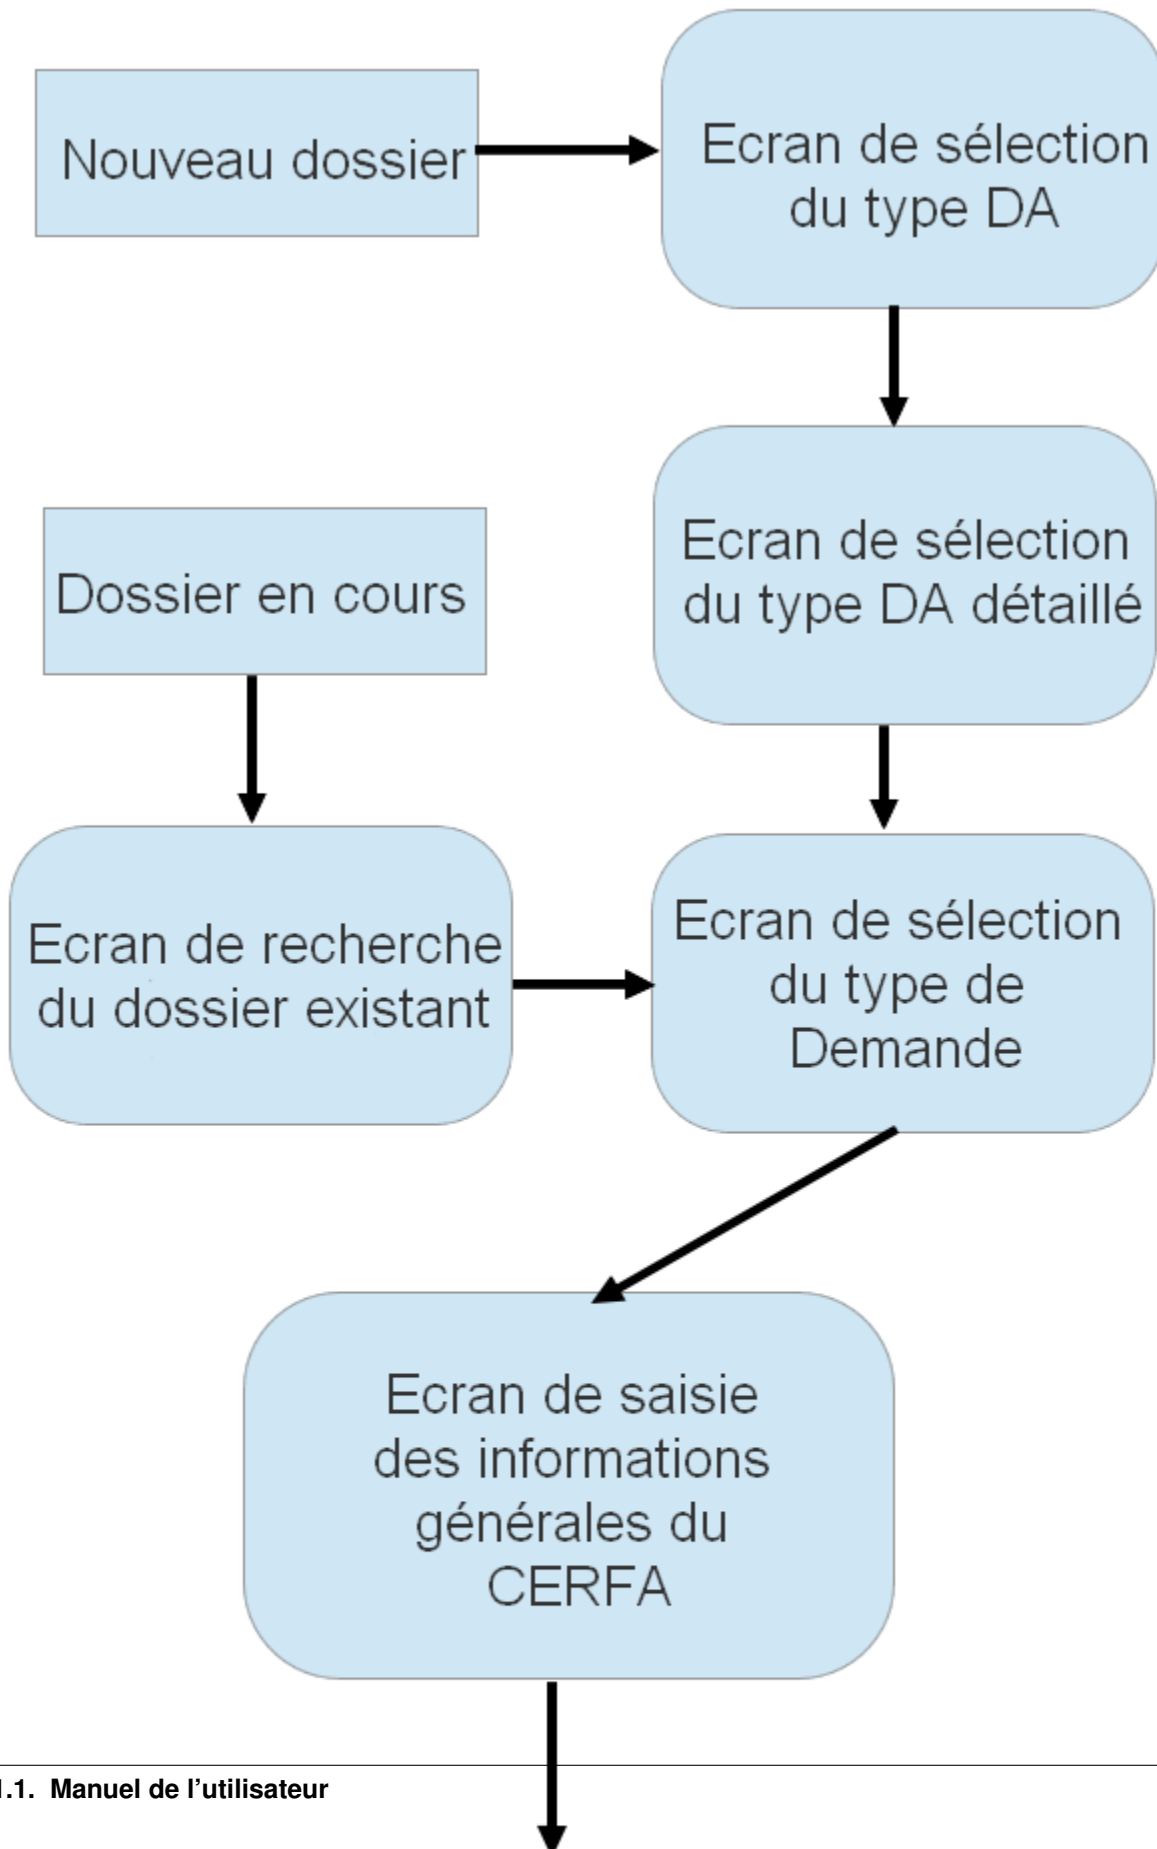 Nouveau dossier
Ecran de sélection
du type DA
Ecran de sélection
du type DA détaillé
Dossier en cours
Ecran de recherche
du dossier existant
Ecran de sélection
du type de
Demande
Ecran de saisie
des informations
générales du
CERFA
.1. Manuel de l'utilisateur